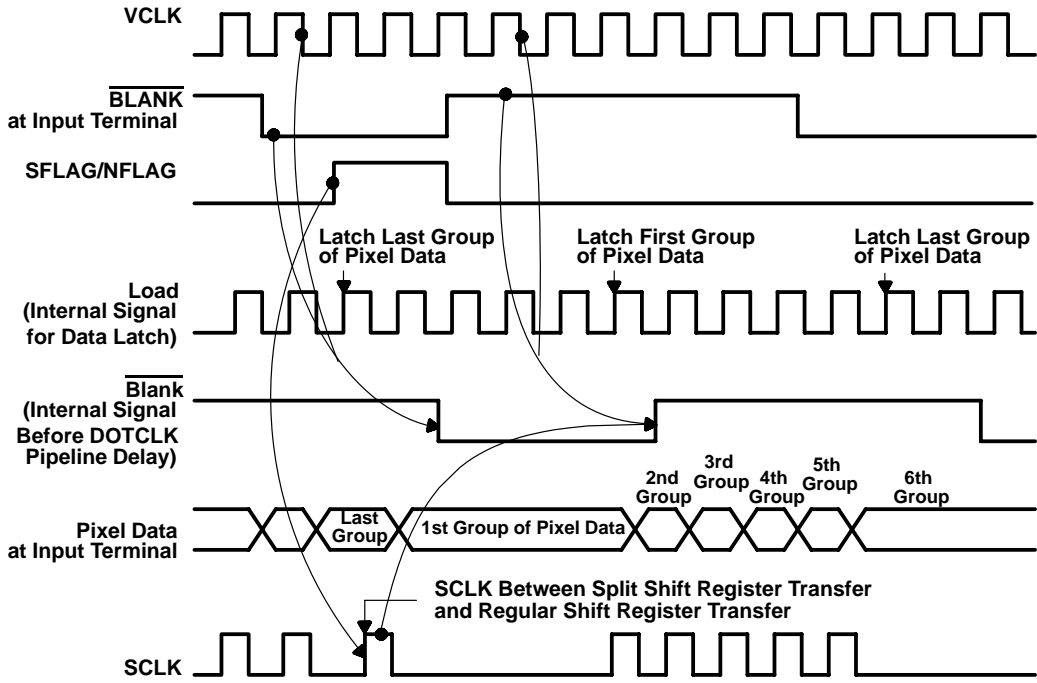 VCLK
BLANK
at Input Terminal
SFLAG/NFLAG
Latch Last Group
of Pixel Data
Latch First Group
of Pixel Data
Latch Last Group
of Pixel Data
Load
(Internal Signal
for Data Latch)
Blank
(Internal Signal
Before DOTCLK
Pipeline Delay)
2nd
Group
3rd
Group
4th
Group
5th
Group
6th
Group
Pixel Data
at Input Terminal
Last
Group
1st Group of Pixel Data
SCLK Between Split Shift Register Transfer
and Regular Shift Register Transfer
SCLK